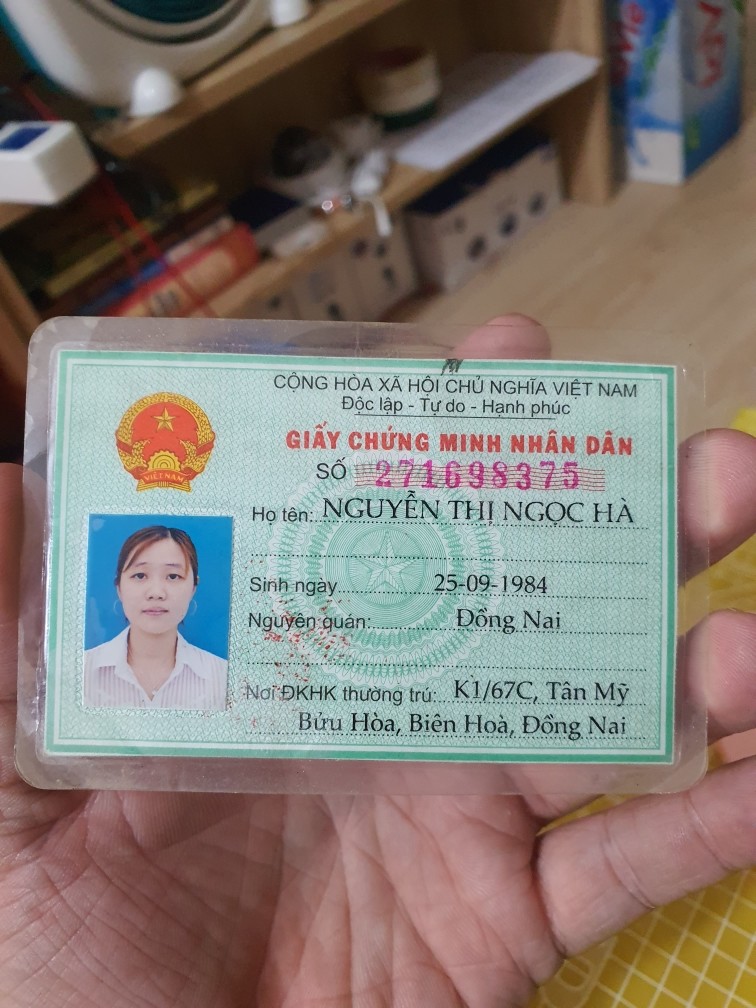 CỘNG HÒA XÃ HỘI CHỦ NGHĨA VIỆT NAM
Độc lập - Tự do - Hạnh phúc
GIẤY CHỨNG MINH NHÂN DÂN
SỐ 271698375
VIỆT NAM
Họ tên: NGUYỄN THỊ NGỌC HÀ
Sinh ngày 25-09-1984
Nguyên quán: Đồng Nai
Nơi ĐKHK thường trú: K1/67C, Tân Mỹ
Bửu Hòa, Biên Hoà, Đồng Nai